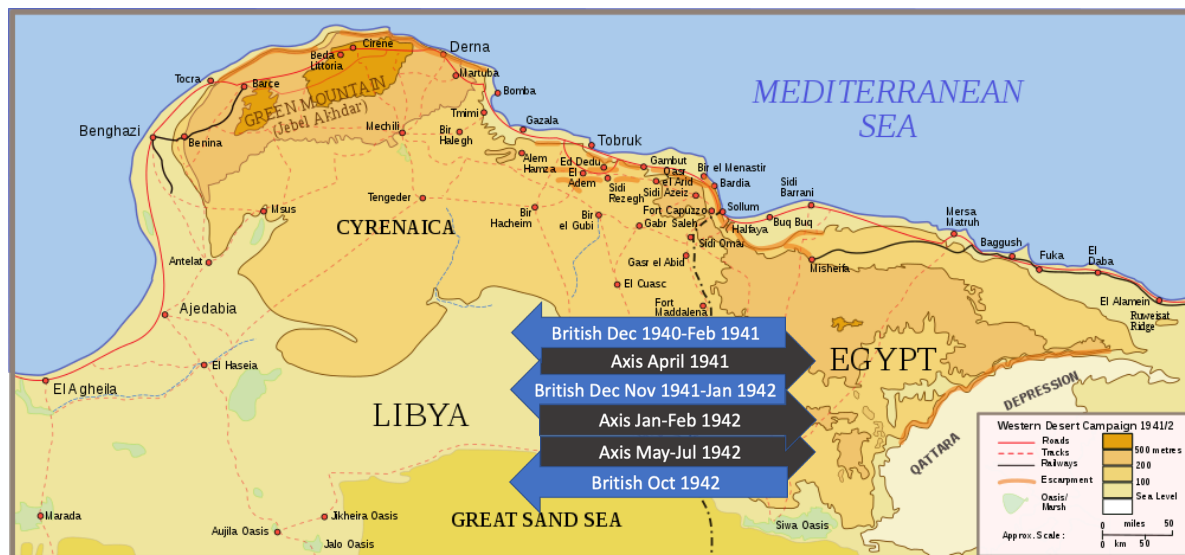 Cirene
Derna
Beda
Littoria
Tocra
Barce
Martuba
Bomba
GREEN MOUNTAIN
(Jebel Akhdar)
MEDITERRANEAN
SEA
Benghazi
Benina
Mechili
Bir
Halegh
Tmimi
Gazala
Tobruk
Alem
Hamza
Ed Dedu
El
Adem
Sidi
Rezegh
Gambut
Qasr
el Arid
Sidi Azeiz
Bir el Menastir
Bardia
Fort Capuzzo
Sollum
Halfaya
Sidi
Barrani
Buq Buq
Mersa
Matruh
Baggush
Fuka
El
Daba
El Alamein
Ruweisat
Ridge
Msus
Tengeder
CYRENAICA
Bir
Hacheim
Bir
el Gubi
Gabr Saleh
Sidi Omar
Gasr el Abid
Misheifa
Antelat
El Cuasc
Fort
Maddalena
Ajedabia
El Haseia
El Agheila
British Dec 1940-Feb 1941
Axis April 1941
British Dec Nov 1941-Jan 1942
Axis Jan-Feb 1942
Axis May-Jul 1942
British Oct 1942
EGYPT
LIBYA
QATTARA
DEPRESSION
GREAT SAND SEA
Marada
Aujila Oasis
Jikheira Oasis
Jalo Oasis
Siwa Oasis
Western Desert Campaign 1941/2
Roads
Tracks
Railways
Escarpment
Oasis/
Marsh
500 metres
200
100
Sea Level
0 miles 50
Approx. Scale :
0 km 50